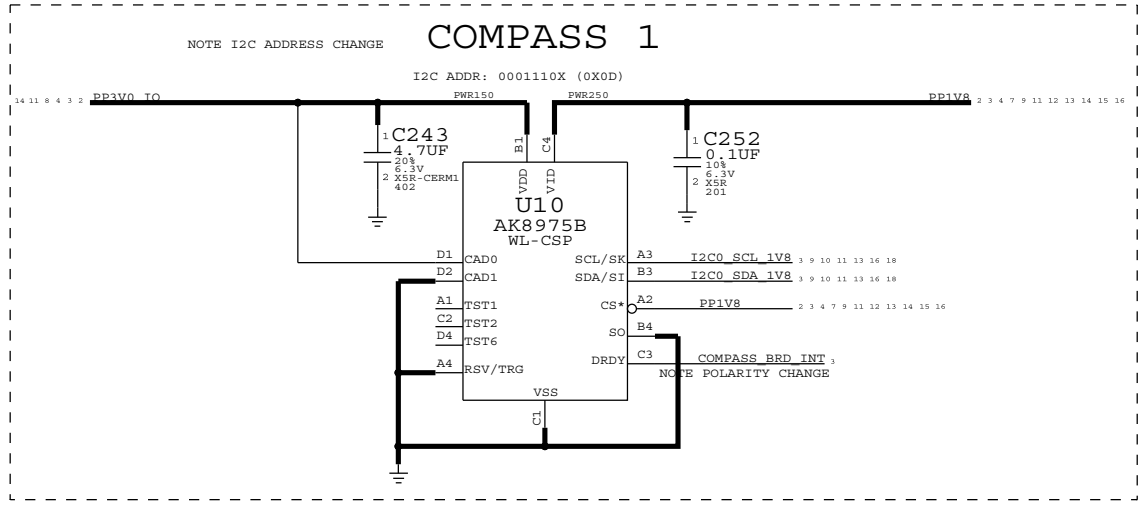 COMPASS 1
NOTE I2C ADDRESS CHANGE
I2C ADDR: 0001110X (0X0D)
14 11 8 4 3 2 PP3V0_IO
PWR150
PWR250
PP1V8 2 3 4 7 9 11 12 13 14 15 16
1 C243
4.7UF
20%
6.3V
2 X5R-CERM1
402
B1
C4
1 C252
0.1UF
10%
6.3V
2 X5R
201
VDD
VID
U10
AK8975B
WL-CSP
D1 CAD0
D2 CAD1
A1 TST1
C2 TST2
D4 TST6
A4 RSV/TRG
SCL/SK A3 I2C0_SCL_1V8 3 9 10 11 13 16 18
SDA/SI B3 I2C0_SDA_1V8 3 9 10 11 13 16 18
CS* A2 PP1V8 2 3 4 7 9 11 12 13 14 15 16
SO B4
DRDY C3 COMPASS_BRD_INT 3
NOTE POLARITY CHANGE
VSS
C1